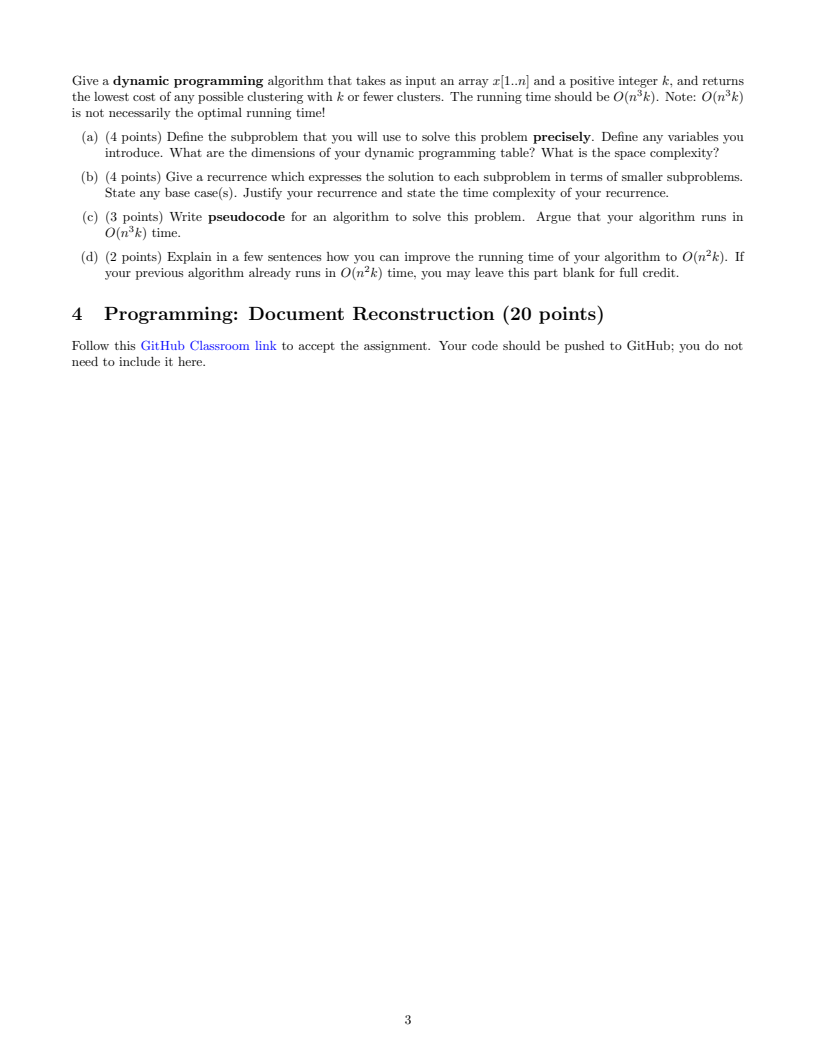 Give a dynamic programming algorithm that takes as input an array x[1..n] and a positive integer k, and returns
the lowest cost of any possible clustering with k or fewer clusters. The running time should be O(n³k). Note: O(n³k)
is not necessarily the optimal running time!
(a) (4 points) Define the subproblem that you will use to solve this problem precisely. Define any variables you
introduce. What are the dimensions of your dynamic programming table? What is the space complexity?
(b) (4 points) Give a recurrence which expresses the solution to each subproblem in terms of smaller subproblems.
State any base case(s). Justify your recurrence and state the time complexity of your recurrence.
(c) (3 points) Write pseudocode for an algorithm to solve this problem. Argue that your algorithm runs in
O(n³k) time.
(d) (2 points) Explain in a few sentences how you can improve the running time of your algorithm to O(n²k). If
your previous algorithm already runs in O(n²k) time, you may leave this part blank for full credit.
4 Programming: Document Reconstruction (20 points)
Follow this GitHub Classroom link to accept the assignment. Your code should be pushed to GitHub; you do not
need to include it here.
3